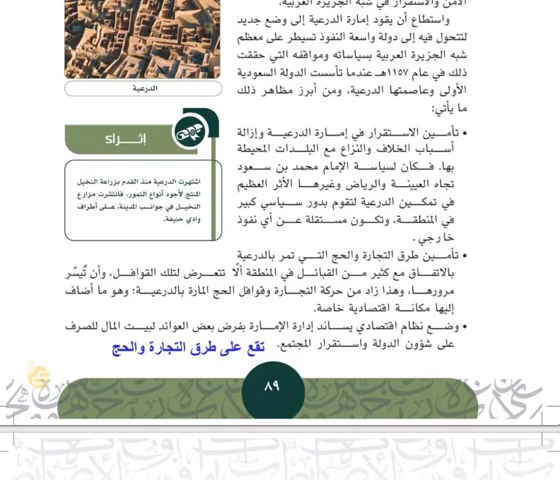 الأمن والاستقرار في شبه الجزيرة العربية.
واستطاع أن يقود إمارة الدرعية إلى وضع جديد
لتتحول فيه إلى دولة واسعة النفوذ تسيطر على معظم
شبه الجزيرة العربية بسياساته ومواقفه التي حققت
ذلك في عام ١١٥٧هـ عندما تأسست الدولة السعودية
الأولى وعاصمتها الدرعية، ومن أبرز مظاهر ذلك
ما يأتي:
• تأمين الاستقرار في إمارة الدرعية وإزالة
أسباب الخلاف والنزاع مع البلدات المحيطة
بها. فكان لسياسة الإمام محمد بن سعود
تجاه العيينة والرياض وغيرها الأثر العظيم
في تمكين الدرعية لتقوم بدور سياسي كبير
في المنطقة، وتكون مستقلة عن أي نفوذ
خارجي.
• تأمين طرق التجارة والحج التي تمر بالدرعية
بالاتفاق مع كثير من القبائل في المنطقة ألّا تتعرض لتلك القوافل، وأن تُيسّر
مرورها، وهذا زاد من حركة التجارة وقوافل الحج المارة بالدرعية؛ وهو ما أضاف
إليها مكانة اقتصادية خاصة.
• وضع نظام اقتصادي يساند إدارة الإمارة بفرض بعض العوائد لبيت المال للصرف
على شؤون الدولة واستقرار المجتمع.
تقع على طرق التجارة والحج
الدرعية
إثراء
اشتهرت الدرعية منذ القدم بزراعة النخيل
المنتج لأجود أنواع التمور، فانتشرت مزارع
النخيل في جوانب المدينة، على أطراف
وادي حنيفة.
٨٩